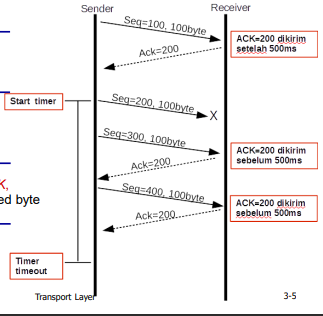 Sender
Receiver
Seq=100, 100byte
ACK=200 dikirim
setelah 500ms
Ack=200
Start timer
Seq=200, 100byte
X
Seq=300, 100byte
ACK=200 dikirim
sebelum 500ms
Ack=200
K,
ed byte
Seq=400, 100byte
ACK=200 dikirim
sebelum 500ms
Ack=200
Timer
timeout
Transport Layer
3-5